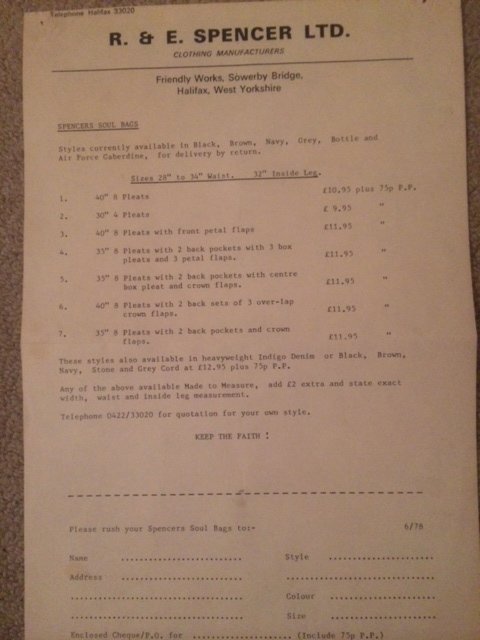 Telephone Halifax 33020
R. & E. SPENCER LTD.
CLOTHING MANUFACTURERS
Friendly Works, Sowerby Bridge,
Halifax, West Yorkshire
SPENCERS SOUL BAGS
Styles currently available in Black, Brown, Navy, Grey, Bottle and
Air Force Gaberdine, for delivery by return.
Sizes 28" to 34" Waist. 32" Inside Leg.
1. 40" 8 Pleats £10.95 plus 75p P.P.
2. 30" 4 Pleats £ 9.95 "
3. 40" 8 Pleats with front petal flaps £11.95 "
4. 35" 8 Pleats with 2 back pockets with 3 box
pleats and 3 petal flaps. £11.95 "
5. 35" 8 Pleats with 2 back pockets with centre
box pleat and crown flaps. £11.95 "
6. 40" 8 Pleats with 2 back sets of 3 over-lap
crown flaps. £11.95 "
7. 35" 8 Pleats with 2 back pockets and crown
flaps. £11.95 "
These styles also available in heavyweight Indigo Denim or Black, Brown,
Navy, Stone and Grey Cord at £12.95 plus 75p P.P.
Any of the above available Made to Measure, add £2 extra and state exact
width, waist and inside leg measurement.
Telephone 0422/33020 for quotation for your own style.
KEEP THE FAITH !
Please rush your Spencers Soul Bags to:- 6/78
Name .......................... Style ......................
Address .......................... ..............................
.............................. Colour ......................
.............................. Size ......................
Enclosed Cheque/P.O. for .................... (Include 75p P.P.)